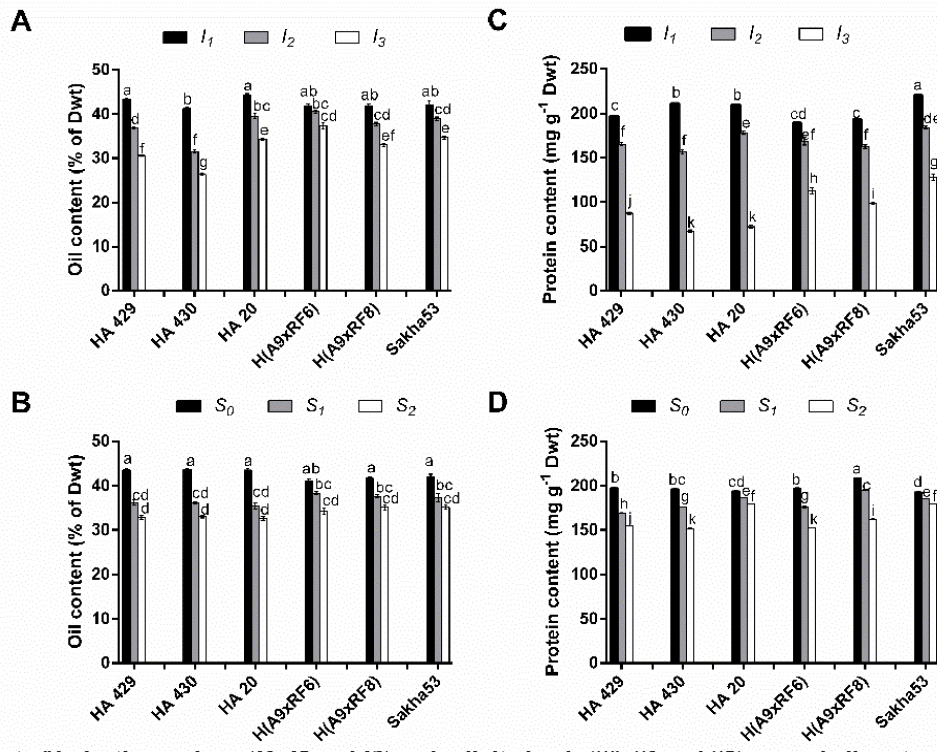 A
I1 I2 I3
Oil content (% of Dwt)
50
40
30
20
10
0
a d f
b f g
a bc e
ab bc cd
ab cd ef
ab cd e
HA 429
HA 430
HA 20
H(A9xRF6)
H(A9xRF8)
Sakha53
C
I1 I2 I3
Protein content (mg g-1 Dwt)
250
200
150
100
50
0
c f j
b f k
b e k
cd ef h
c f i
a de g
HA 429
HA 430
HA 20
H(A9xRF6)
H(A9xRF8)
Sakha53
B
S0 S1 S2
Oil content (% of Dwt)
50
40
30
20
10
0
a cd d
a cd d
a cd d
ab bc cd
a bc cd
a bc cd
HA 429
HA 430
HA 20
H(A9xRF6)
H(A9xRF8)
Sakha53
D
S0 S1 S2
Protein content (mg g-1 Dwt)
250
200
150
100
50
0
b h j
bc g k
cd e f
b g k
a c i
d ef f
HA 429
HA 430
HA 20
H(A9xRF6)
H(A9xRF8)
Sakha53